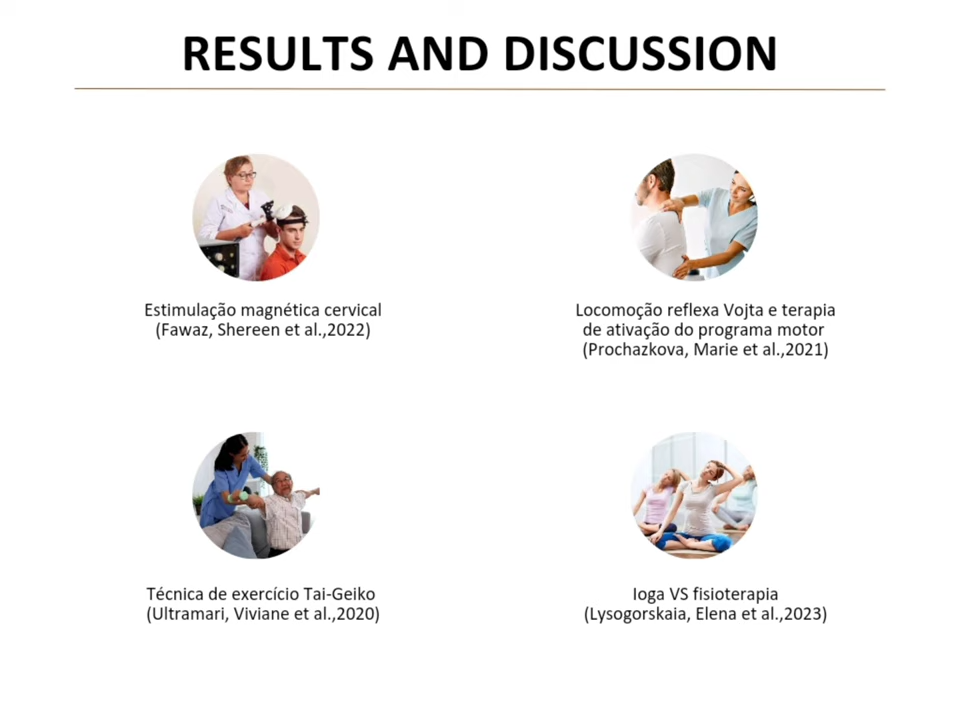 RESULTS AND DISCUSSION
Estimulação magnética cervical
(Fawaz, Shereen et al.,2022)
Locomoção reflexa Vojta e terapia
de ativação do programa motor
(Prochazkova, Marie et al.,2021)
Técnica de exercício Tai-Geiko
(Ultramari, Viviane et al.,2020)
Ioga VS fisioterapia
(Lysogorskaia, Elena et al.,2023)